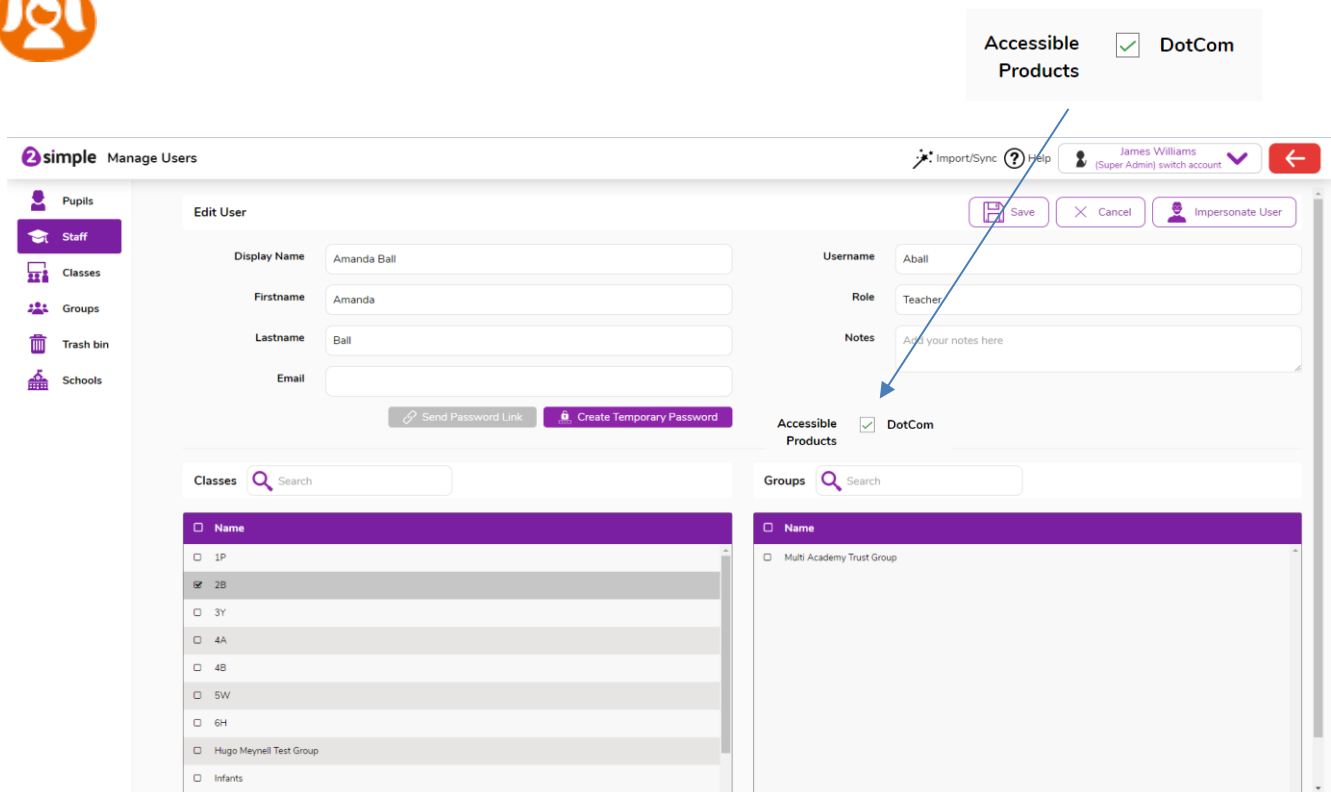 Accessible DotCom
Products
2simple Manage Users
Import/Sync ? Help
James Williams
(Super Admin) switch account
Pupils
Staff
Classes
Groups
Trash bin
Schools
Edit User
Save
Cancel
Impersonate User
Display Name Amanda Ball
Username Aball
Firstname Amanda
Role Teacher
Lastname Ball
Notes Add your notes here
Email
Send Password Link
Create Temporary Password
Accessible DotCom
Products
Classes Search
Groups Search
Name
1P
2B
3Y
4A
4B
5W
6H
Hugo Meynell Test Group
Infants
Name
Multi Academy Trust Group